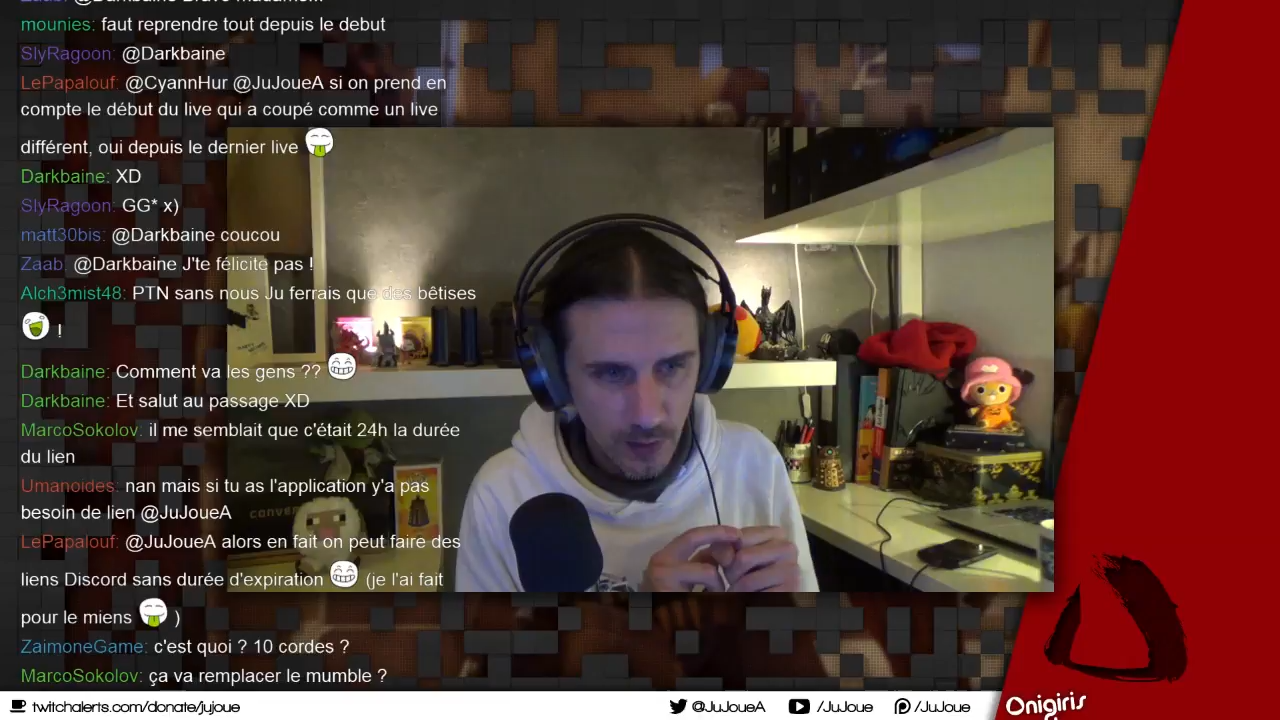 mounies: faut reprendre tout depuis le debut
SlyRagoon: @Darkbaine
LePapalouf: @CyannHur @JuJoueA si on prend en
compte le début du live qui a coupé comme un live
différent, oui depuis le dernier live
Darkbaine: XD
SlyRagoon: GG* x)
matt30bis: @Darkbaine coucou
Zaab: @Darkbaine J'te félicite pas !
Alch3mist48: PTN sans nous Ju ferrais que des bêtises
!
Darkbaine: Comment va les gens ??
Darkbaine: Et salut au passage XD
MarcoSokolov: il me semblait que c'était 24h la durée
du lien
Umanoides: nan mais si tu as l'application y'a pas
besoin de lien @JuJoueA
LePapalouf: @JuJoueA alors en fait on peut faire des
liens Discord sans durée d'expiration (je l'ai fait
pour le miens )
ZaimoneGame: c'est quoi ? 10 cordes ?
MarcoSokolov: ça va remplacer le mumble ?
twitchalerts.com/donate/jujoue
@JuJoueA /JuJoue /JuJoue
Onigiris